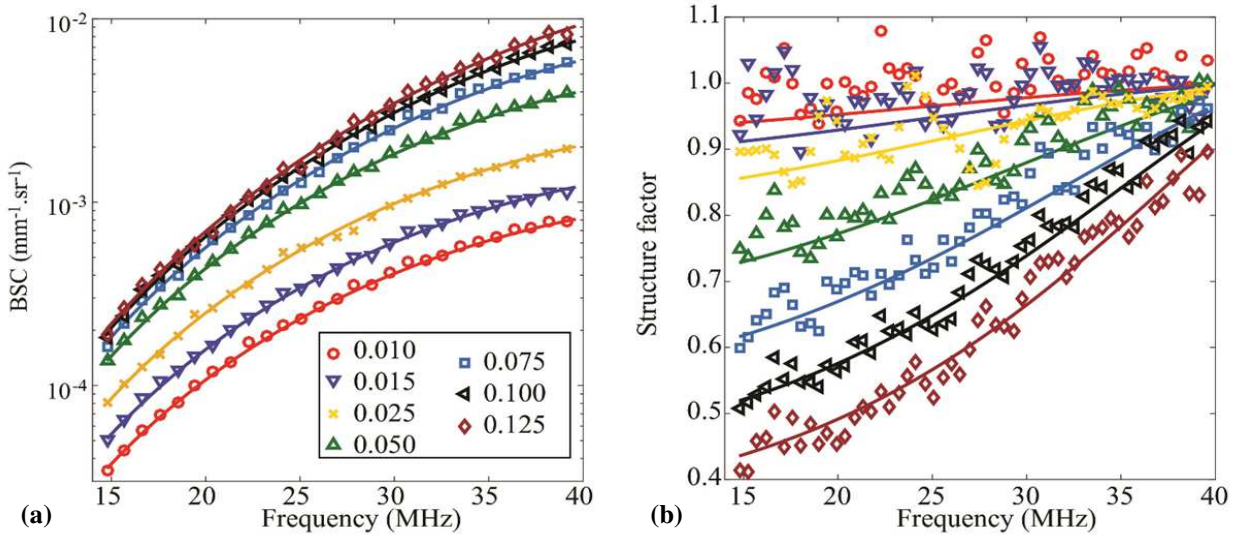 10⁻²
10⁻³
10⁻⁴
BSC (mm⁻¹.sr⁻¹)
0.010
0.015
0.025
0.050
0.075
0.100
0.125
15 20 25 30 35 40
Frequency (MHz)
(a)
1.1
1.0
0.9
0.8
0.7
0.6
0.5
0.4
Structure factor
15 20 25 30 35 40
Frequency (MHz)
(b)